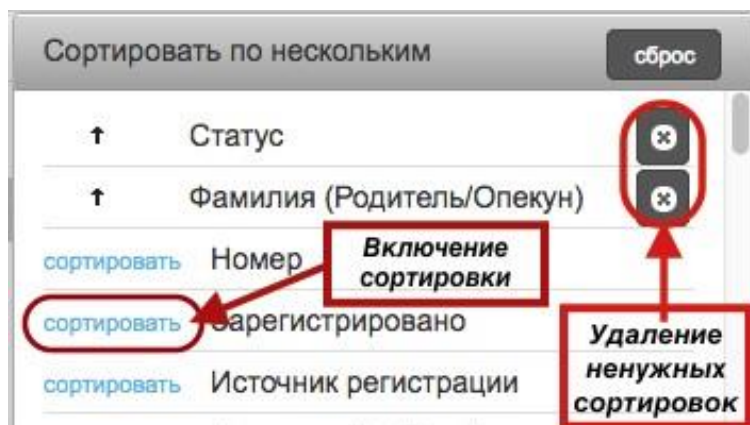 Сортировать по нескольким сброс
Статус
Фамилия (Родитель/Опекун)
сортировать Номер
Включение
сортировки
сортировать Зарегистрировано
Удаление
ненужных
сортировок
сортировать Источник регистрации